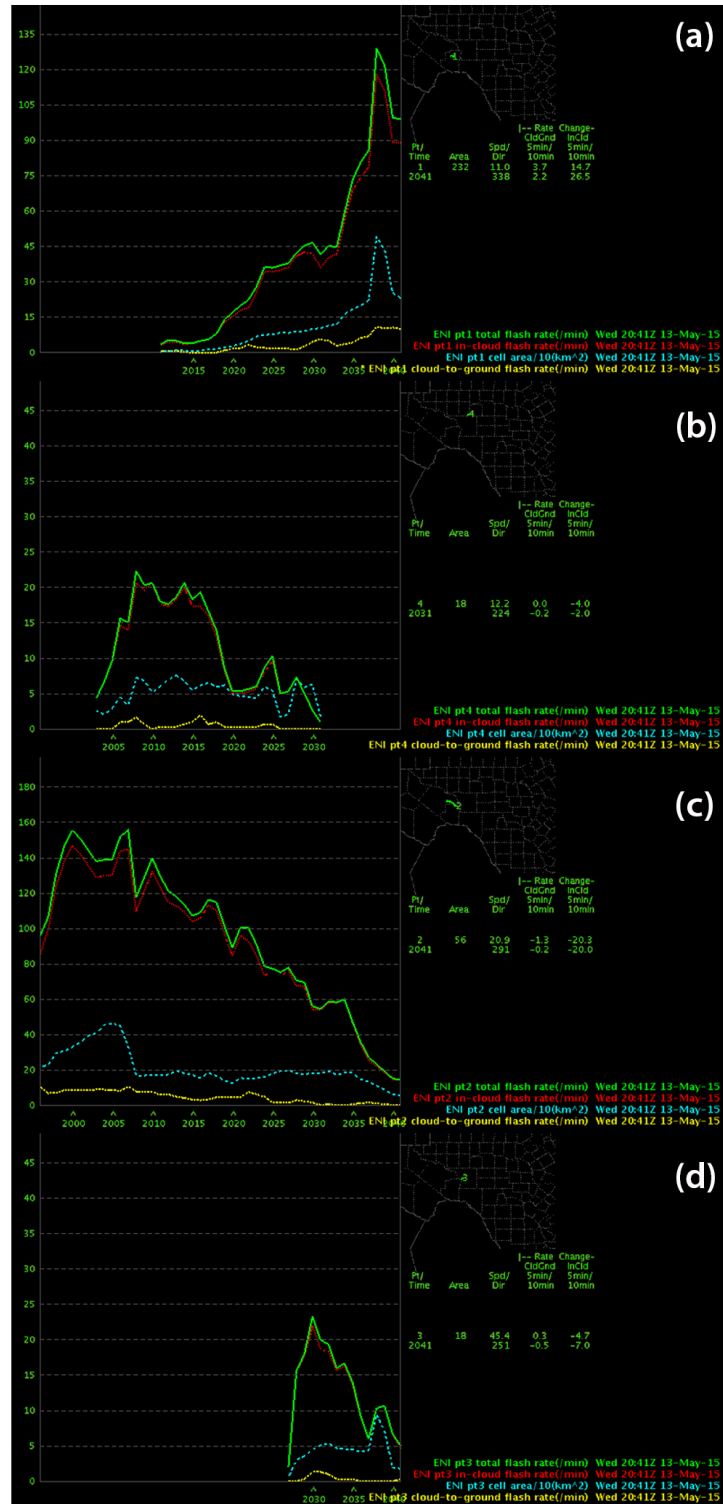 (a)
135
120
105
90
75
60
45
30
15
0
2015 2020 2025 2030 2035 2040
1
|-- Rate Change-
CldGnd InCld
Pt/ Spd/ 5min/ 5min/
Time Area Dir 10min 10min
1 232 11.0 3.7 14.7
2041 338 2.2 26.5
ENI pt1 total flash rate(/min) Wed 20:41Z 13-May-15
ENI pt1 in-cloud flash rate(/min) Wed 20:41Z 13-May-15
ENI pt1 cell area/10(km^2) Wed 20:41Z 13-May-15
ENI pt1 cloud-to-ground flash rate(/min) Wed 20:41Z 13-May-15
(b)
45
40
35
30
25
20
15
10
5
0
2005 2010 2015 2020 2025 2030
4
|-- Rate Change-
CldGnd InCld
Pt/ Spd/ 5min/ 5min/
Time Area Dir 10min 10min
4 18 12.2 0.0 -4.0
2031 224 -0.2 -2.0
ENI pt4 total flash rate(/min) Wed 20:41Z 13-May-15
ENI pt4 in-cloud flash rate(/min) Wed 20:41Z 13-May-15
ENI pt4 cell area/10(km^2) Wed 20:41Z 13-May-15
ENI pt4 cloud-to-ground flash rate(/min) Wed 20:41Z 13-May-15
(c)
180
160
140
120
100
80
60
40
20
0
2000 2005 2010 2015 2020 2025 2030 2035 2040
2
|-- Rate Change-
CldGnd InCld
Pt/ Spd/ 5min/ 5min/
Time Area Dir 10min 10min
2 56 20.9 -1.3 -20.3
2041 291 -0.2 -20.0
ENI pt2 total flash rate(/min) Wed 20:41Z 13-May-15
ENI pt2 in-cloud flash rate(/min) Wed 20:41Z 13-May-15
ENI pt2 cell area/10(km^2) Wed 20:41Z 13-May-15
ENI pt2 cloud-to-ground flash rate(/min) Wed 20:41Z 13-May-15
(d)
45
40
35
30
25
20
15
10
5
0
2030 2035 2040
3
|-- Rate Change-
CldGnd InCld
Pt/ Spd/ 5min/ 5min/
Time Area Dir 10min 10min
3 18 45.4 0.3 -4.7
2041 251 -0.5 -7.0
ENI pt3 total flash rate(/min) Wed 20:41Z 13-May-15
ENI pt3 in-cloud flash rate(/min) Wed 20:41Z 13-May-15
ENI pt3 cell area/10(km^2) Wed 20:41Z 13-May-15
ENI pt3 cloud-to-ground flash rate(/min) Wed 20:41Z 13-May-15